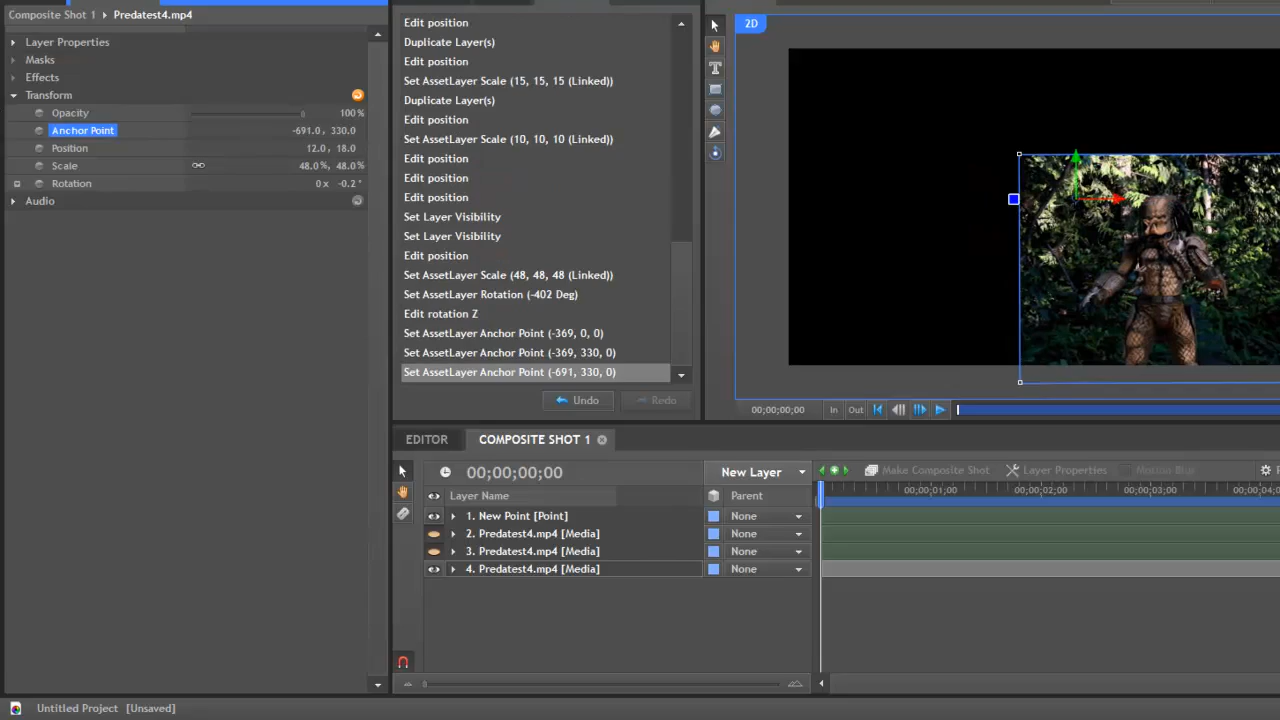 Composite Shot 1 Predatest4.mp4
Layer Properties
Masks
Effects
Transform
Opacity 100%
Anchor Point -691.0, 330.0
Position 12.0, 18.0
Scale 48.0%, 48.0%
Rotation 0 x -0.2°
Audio
Edit position
Duplicate Layer(s)
Edit position
Set AssetLayer Scale (15, 15, 15 (Linked))
Duplicate Layer(s)
Edit position
Set AssetLayer Scale (10, 10, 10 (Linked))
Edit position
Edit position
Edit position
Set Layer Visibility
Set Layer Visibility
Edit position
Set AssetLayer Scale (48, 48, 48 (Linked))
Set AssetLayer Rotation (-402 Deg)
Edit rotation Z
Set AssetLayer Anchor Point (-369, 0, 0)
Set AssetLayer Anchor Point (-369, 330, 0)
Set AssetLayer Anchor Point (-691, 330, 0)
Undo Redo
2D
00;00;00;00 In Out
EDITOR COMPOSITE SHOT 1
00;00;00;00 New Layer Make Composite Shot Layer Properties Motion Blur
Layer Name Parent 00;00;01;00 00;00;02;00 00;00;03;00
1. New Point [Point] None
2. Predatest4.mp4 [Media] None
3. Predatest4.mp4 [Media] None
4. Predatest4.mp4 [Media] None
Untitled Project [Unsaved]